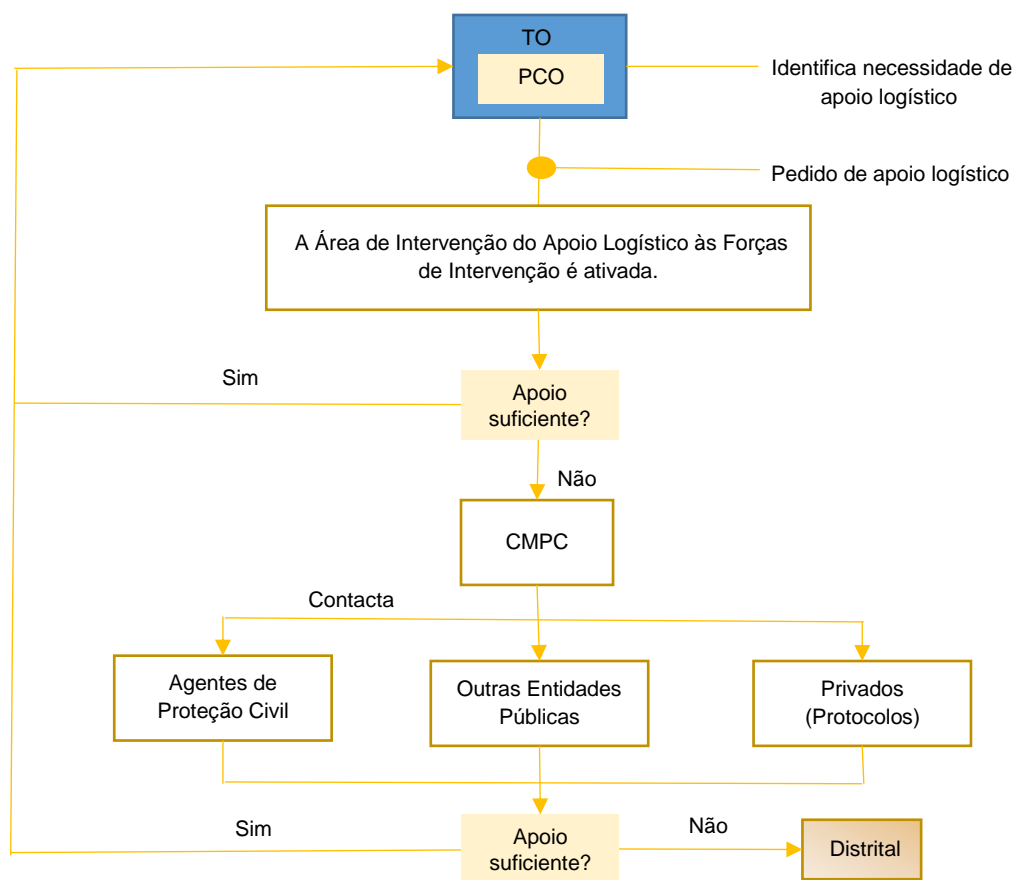 TO
PCO
Identifica necessidade de
apoio logístico
Pedido de apoio logístico
A Área de Intervenção do Apoio Logístico às Forças
de Intervenção é ativada.
Sim
Apoio
suficiente?
Não
CMPC
Contacta
Agentes de
Proteção Civil
Outras Entidades
Públicas
Privados
(Protocolos)
Sim
Apoio
suficiente?
Não
Distrital